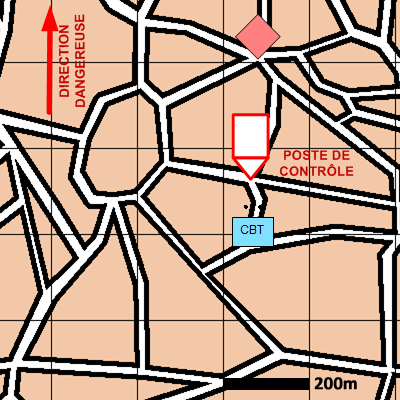 DIRECTION
DANGEREUSE
POSTE DE
CONTRÔLE
CBT
200m